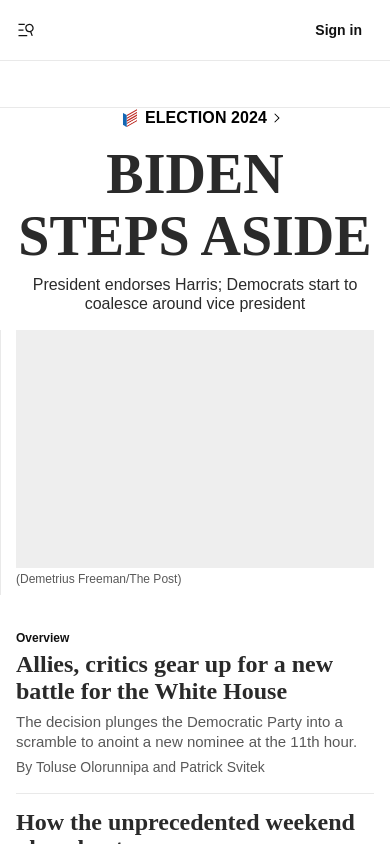 Sign in
ELECTION 2024
BIDEN
STEPS ASIDE
President endorses Harris; Democrats start to
coalesce around vice president
(Demetrius Freeman/The Post)
Overview
Allies, critics gear up for a new
battle for the White House
The decision plunges the Democratic Party into a
scramble to anoint a new nominee at the 11th hour.
By Toluse Olorunnipa and Patrick Svitek
How the unprecedented weekend